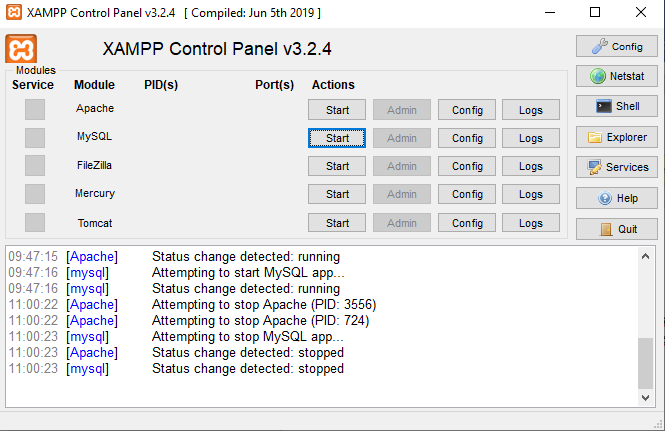 XAMPP Control Panel v3.2.4 [ Compiled: Jun 5th 2019 ]
XAMPP Control Panel v3.2.4
Config
Modules
Service Module PID(s) Port(s) Actions
Netstat
Apache Start Admin Config Logs
Shell
MySQL Start Admin Config Logs
Explorer
FileZilla Start Admin Config Logs
Services
Mercury Start Admin Config Logs
Help
Tomcat Start Admin Config Logs
Quit
09:47:15 [Apache] Status change detected: running
09:47:16 [mysql] Attempting to start MySQL app...
09:47:16 [mysql] Status change detected: running
11:00:22 [Apache] Attempting to stop Apache (PID: 3556)
11:00:22 [Apache] Attempting to stop Apache (PID: 724)
11:00:23 [mysql] Attempting to stop MySQL app...
11:00:23 [Apache] Status change detected: stopped
11:00:23 [mysql] Status change detected: stopped